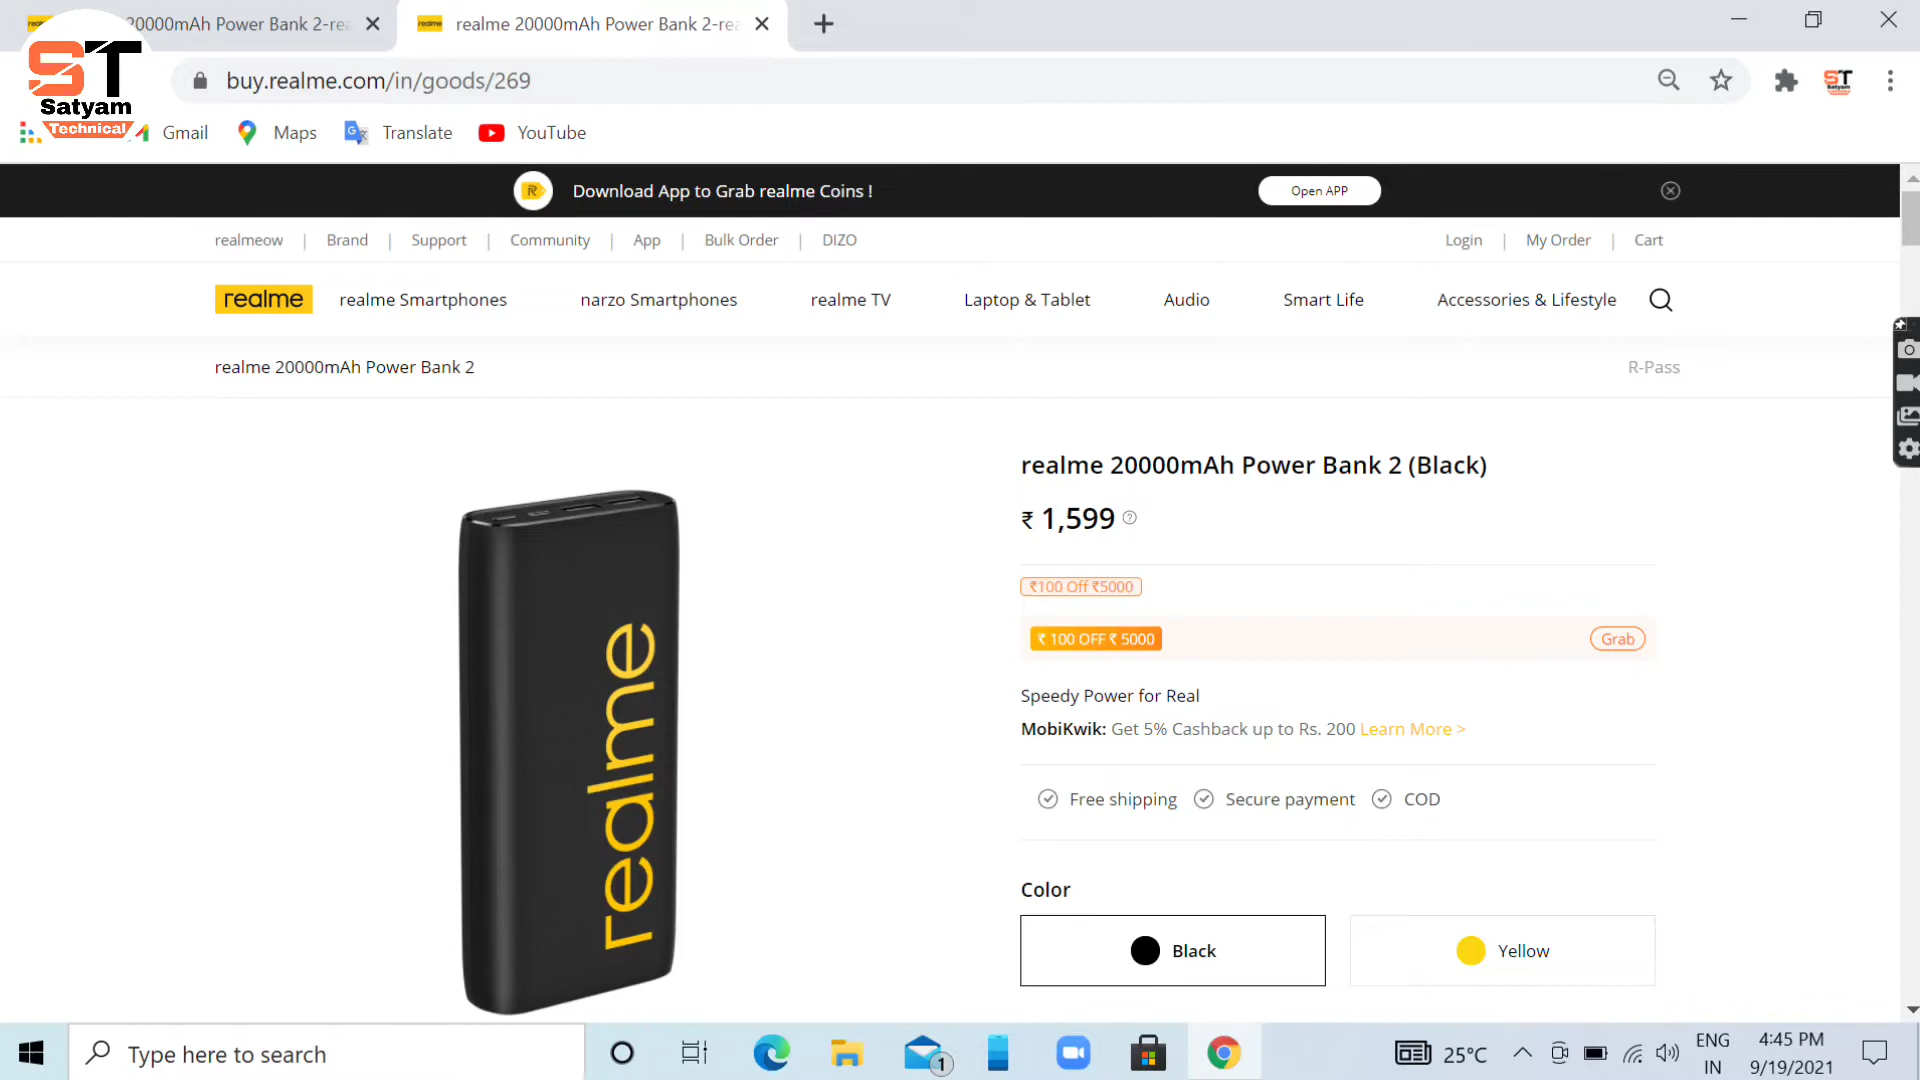 20000mAh Power Bank 2-rea
realme 20000mAh Power Bank 2-rea
ST
Satyam
Technical
buy.realme.com/in/goods/269
Gmail
Maps
Translate
YouTube
Download App to Grab realme Coins !
Open APP
realmeow | Brand | Support | Community | App | Bulk Order | DIZO
Login | My Order | Cart
realme
realme Smartphones
narzo Smartphones
realme TV
Laptop & Tablet
Audio
Smart Life
Accessories & Lifestyle
realme 20000mAh Power Bank 2
R-Pass
realme
realme 20000mAh Power Bank 2 (Black)
₹ 1,599
₹100 Off ₹5000
₹ 100 OFF ₹ 5000
Grab
Speedy Power for Real
MobiKwik: Get 5% Cashback up to Rs. 200 Learn More >
Free shipping
Secure payment
COD
Color
Black
Yellow
Type here to search
1
25°C
ENG
IN
4:45 PM
9/19/2021